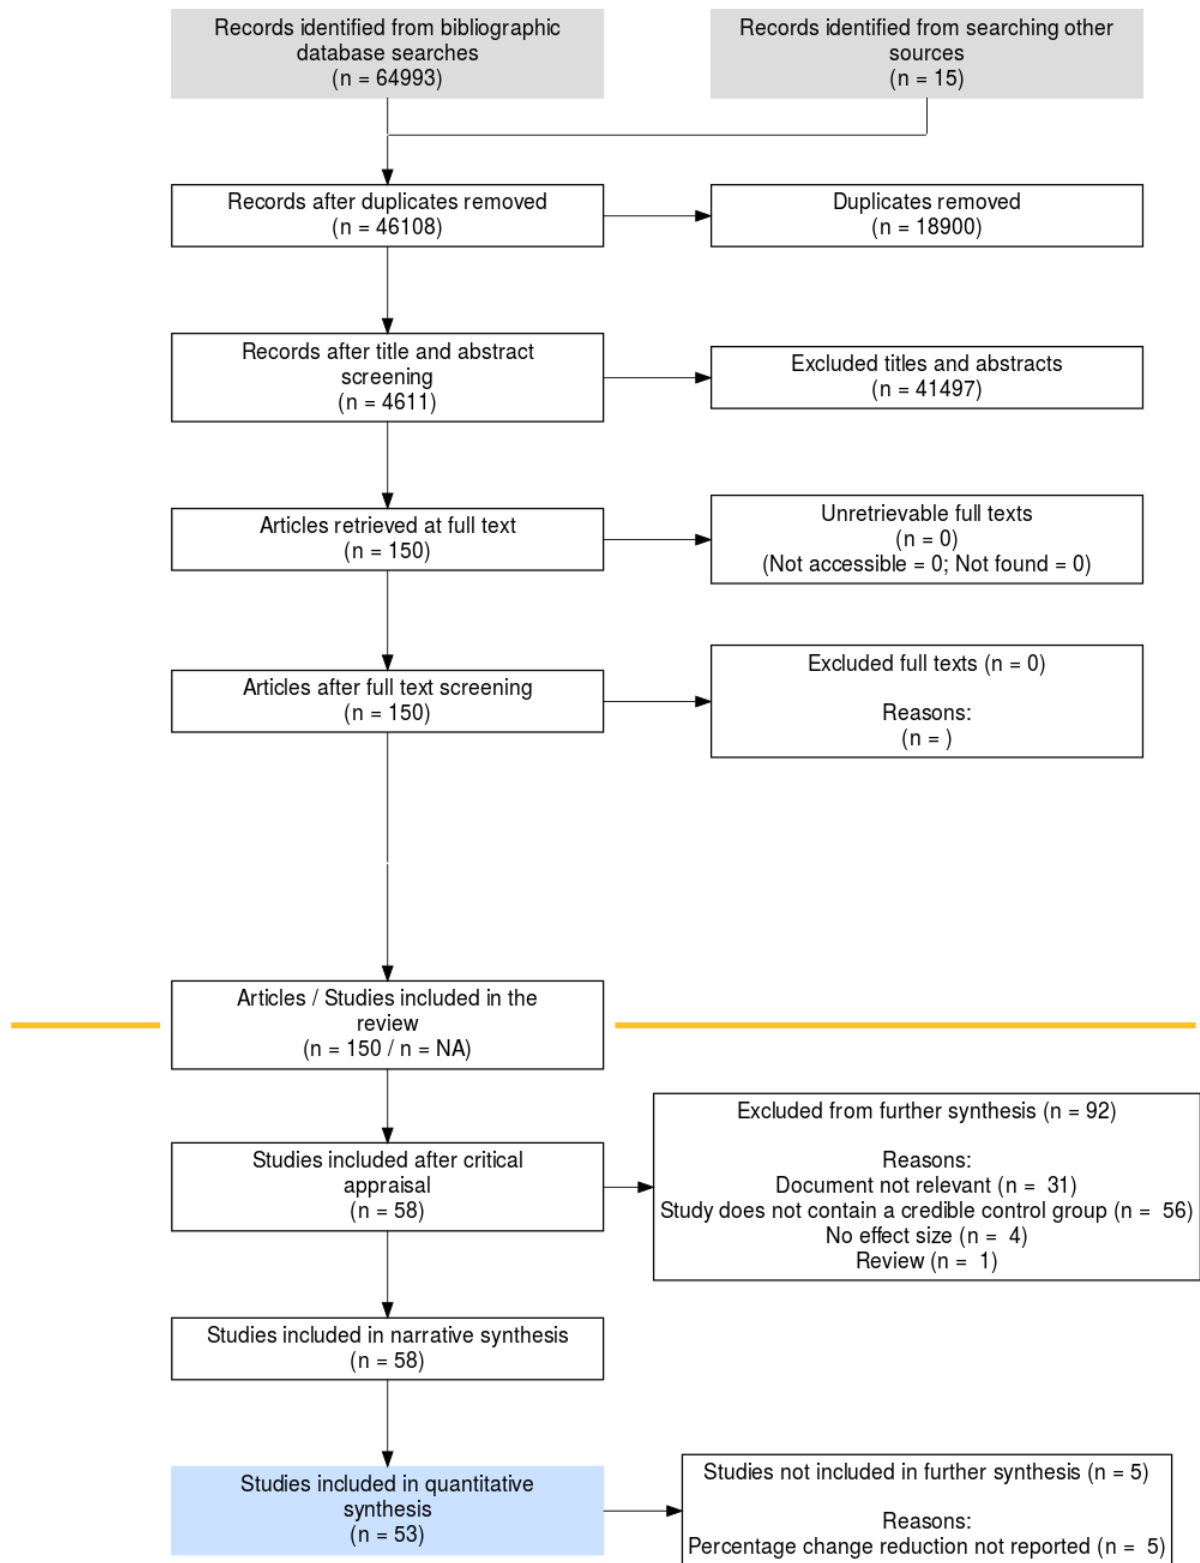 Records identified from bibliographic
database searches
(n = 64993)
Records identified from searching other
sources
(n = 15)
Records after duplicates removed
(n = 46108)
Duplicates removed
(n = 18900)
Records after title and abstract
screening
(n = 4611)
Excluded titles and abstracts
(n = 41497)
Articles retrieved at full text
(n = 150)
Unretrievable full texts
(n = 0)
(Not accessible = 0; Not found = 0)
Articles after full text screening
(n = 150)
Excluded full texts (n = 0)
Reasons:
(n = )
Articles / Studies included in the
review
(n = 150 / n = NA)
Studies included after critical
appraisal
(n = 58)
Excluded from further synthesis (n = 92)
Reasons:
Document not relevant (n =  31)
Study does not contain a credible control group (n =  56)
No effect size (n =  4)
Review (n =  1)
Studies included in narrative synthesis
(n = 58)
Studies included in quantitative
synthesis
(n = 53)
Studies not included in further synthesis (n = 5)
Reasons:
Percentage change reduction not reported (n =  5)